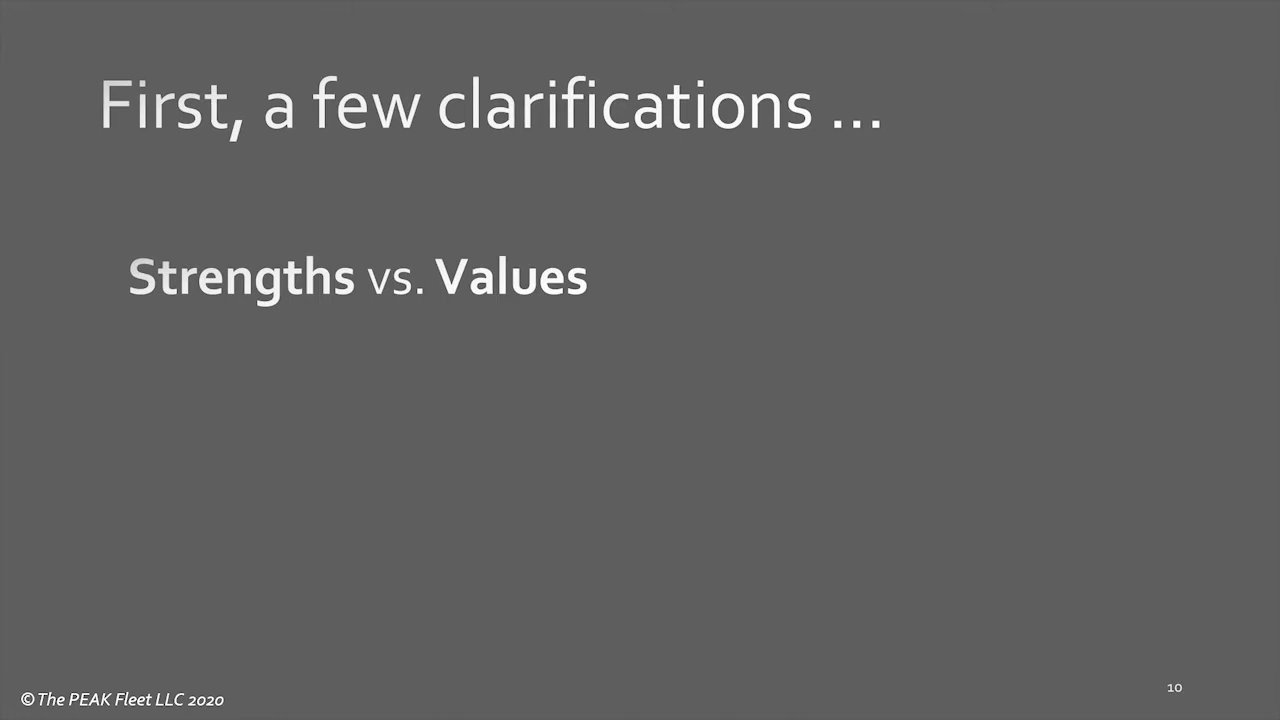 First, a few clarifications ...
Strengths vs. Values
© The PEAK Fleet LLC 2020
10